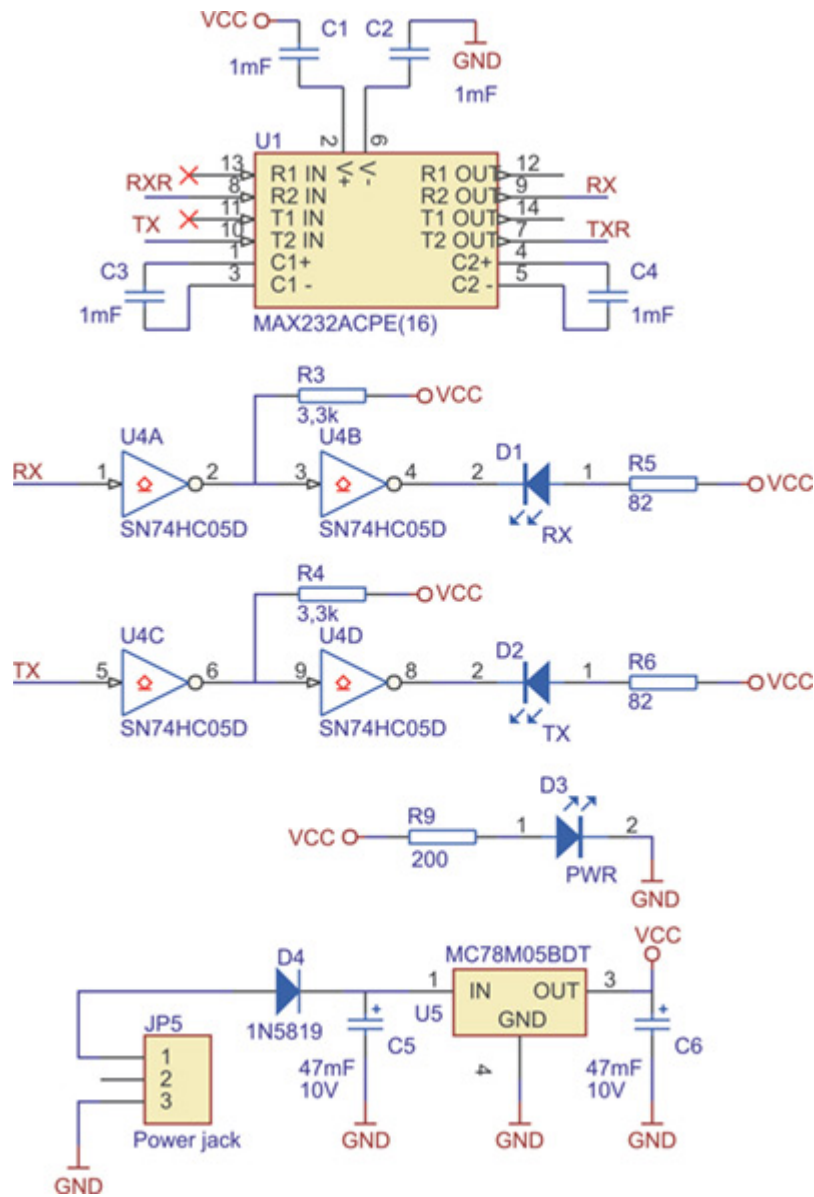 VCC C1 C2
1mF GND
1mF
U1 2 6
V+ V-
13 R1 IN R1 OUT 12
RXR 8 R2 IN R2 OUT 9 RX
11 T1 IN T1 OUT 14
TX 10 T2 IN T2 OUT 7 TXR
1 C1+ C2+ 4
C3 3 C1 - C2 - 5 C4
1mF 1mF
MAX232ACPE(16)
R3
3,3k VCC
U4A U4B D1
RX 1 2 3 4 2 1 R5 VCC
82
SN74HC05D SN74HC05D RX
R4
3,3k VCC
U4C U4D D2
TX 5 6 9 8 2 1 R6 VCC
82
SN74HC05D SN74HC05D TX
D3
R9 1 2
VCC
200 PWR
GND
VCC
D4 MC78M05BDT
1 IN OUT 3
U5 GND
1N5819 C5 C6
JP5
1 47mF 4 47mF
2 10V 10V
3
Power jack GND GND GND
GND